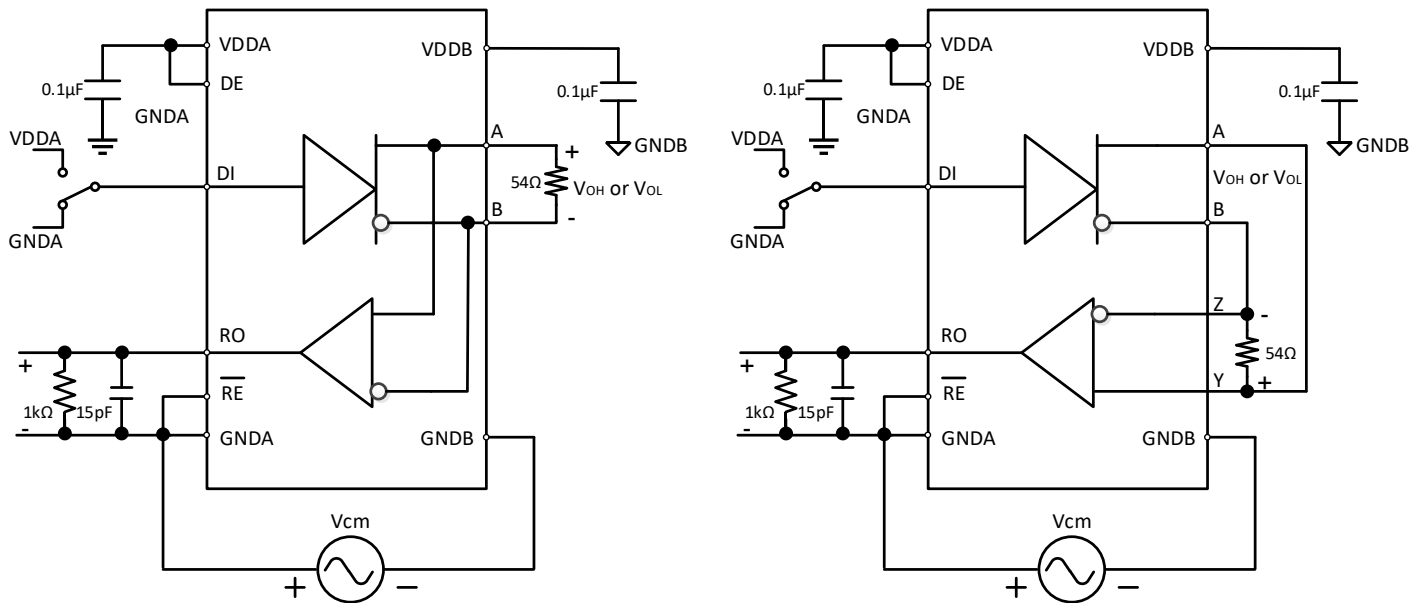 VDDA
VDDB
DE
0.1µF
0.1µF
GNDA
VDDA
A
GNDB
+
DI
54Ω
VOH or VOL
B
-
GNDA
RO
+
RE
1kΩ
15pF
-
GNDA
GNDB
Vcm
+
−
VDDA
VDDB
DE
0.1µF
0.1µF
GNDA
VDDA
A
GNDB
DI
VOH or VOL
B
GNDA
Z
-
RO
54Ω
+
Y
+
RE
1kΩ
15pF
-
GNDA
GNDB
Vcm
+
−